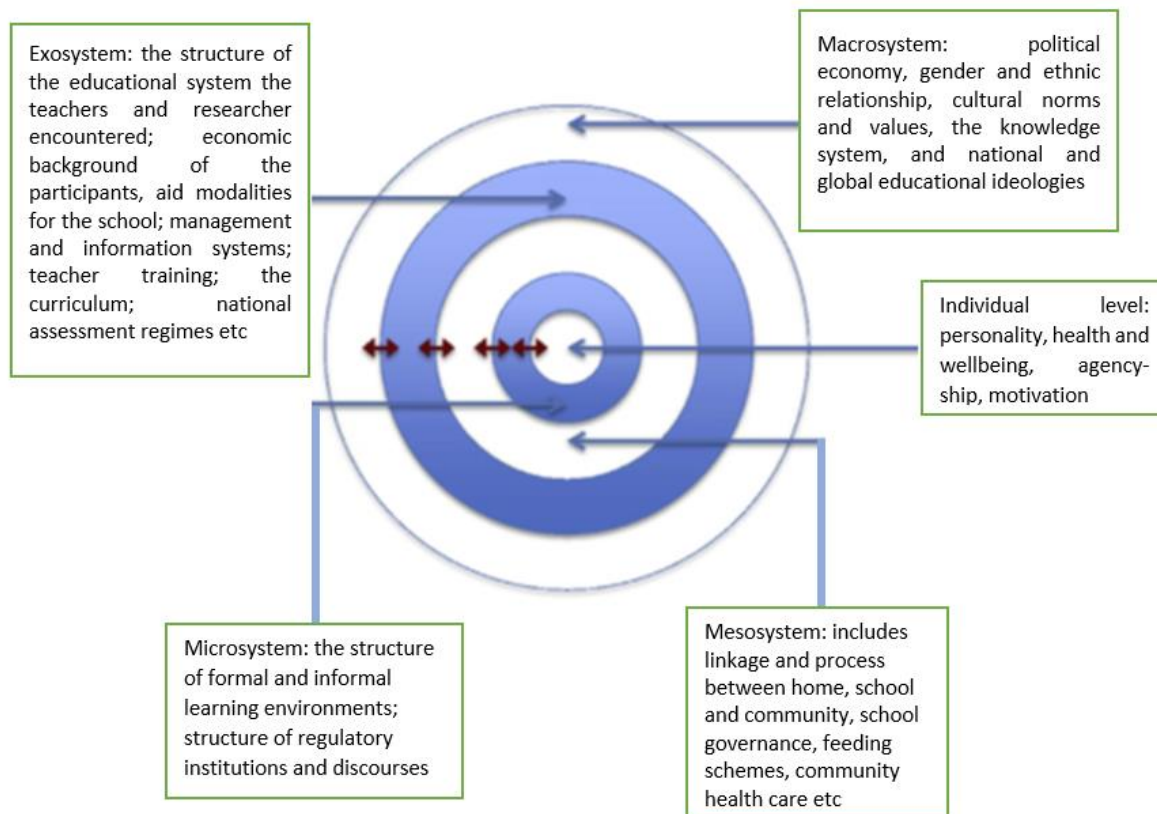 Exosystem: the structure of
the educational system the
teachers and researcher
encountered; economic
background of the
participants, aid modalities
for the school; management
and information systems;
teacher training; the
curriculum; national
assessment regimes etc
Macrosystem: political
economy, gender and ethnic
relationship, cultural norms
and values, the knowledge
system, and national and
global educational ideologies
Individual level:
personality, health and
wellbeing, agency-
ship, motivation
Microsystem: the structure
of formal and informal
learning environments;
structure of regulatory
institutions and discourses
Mesosystem: includes
linkage and process
between home, school
and community, school
governance, feeding
schemes, community
health care etc